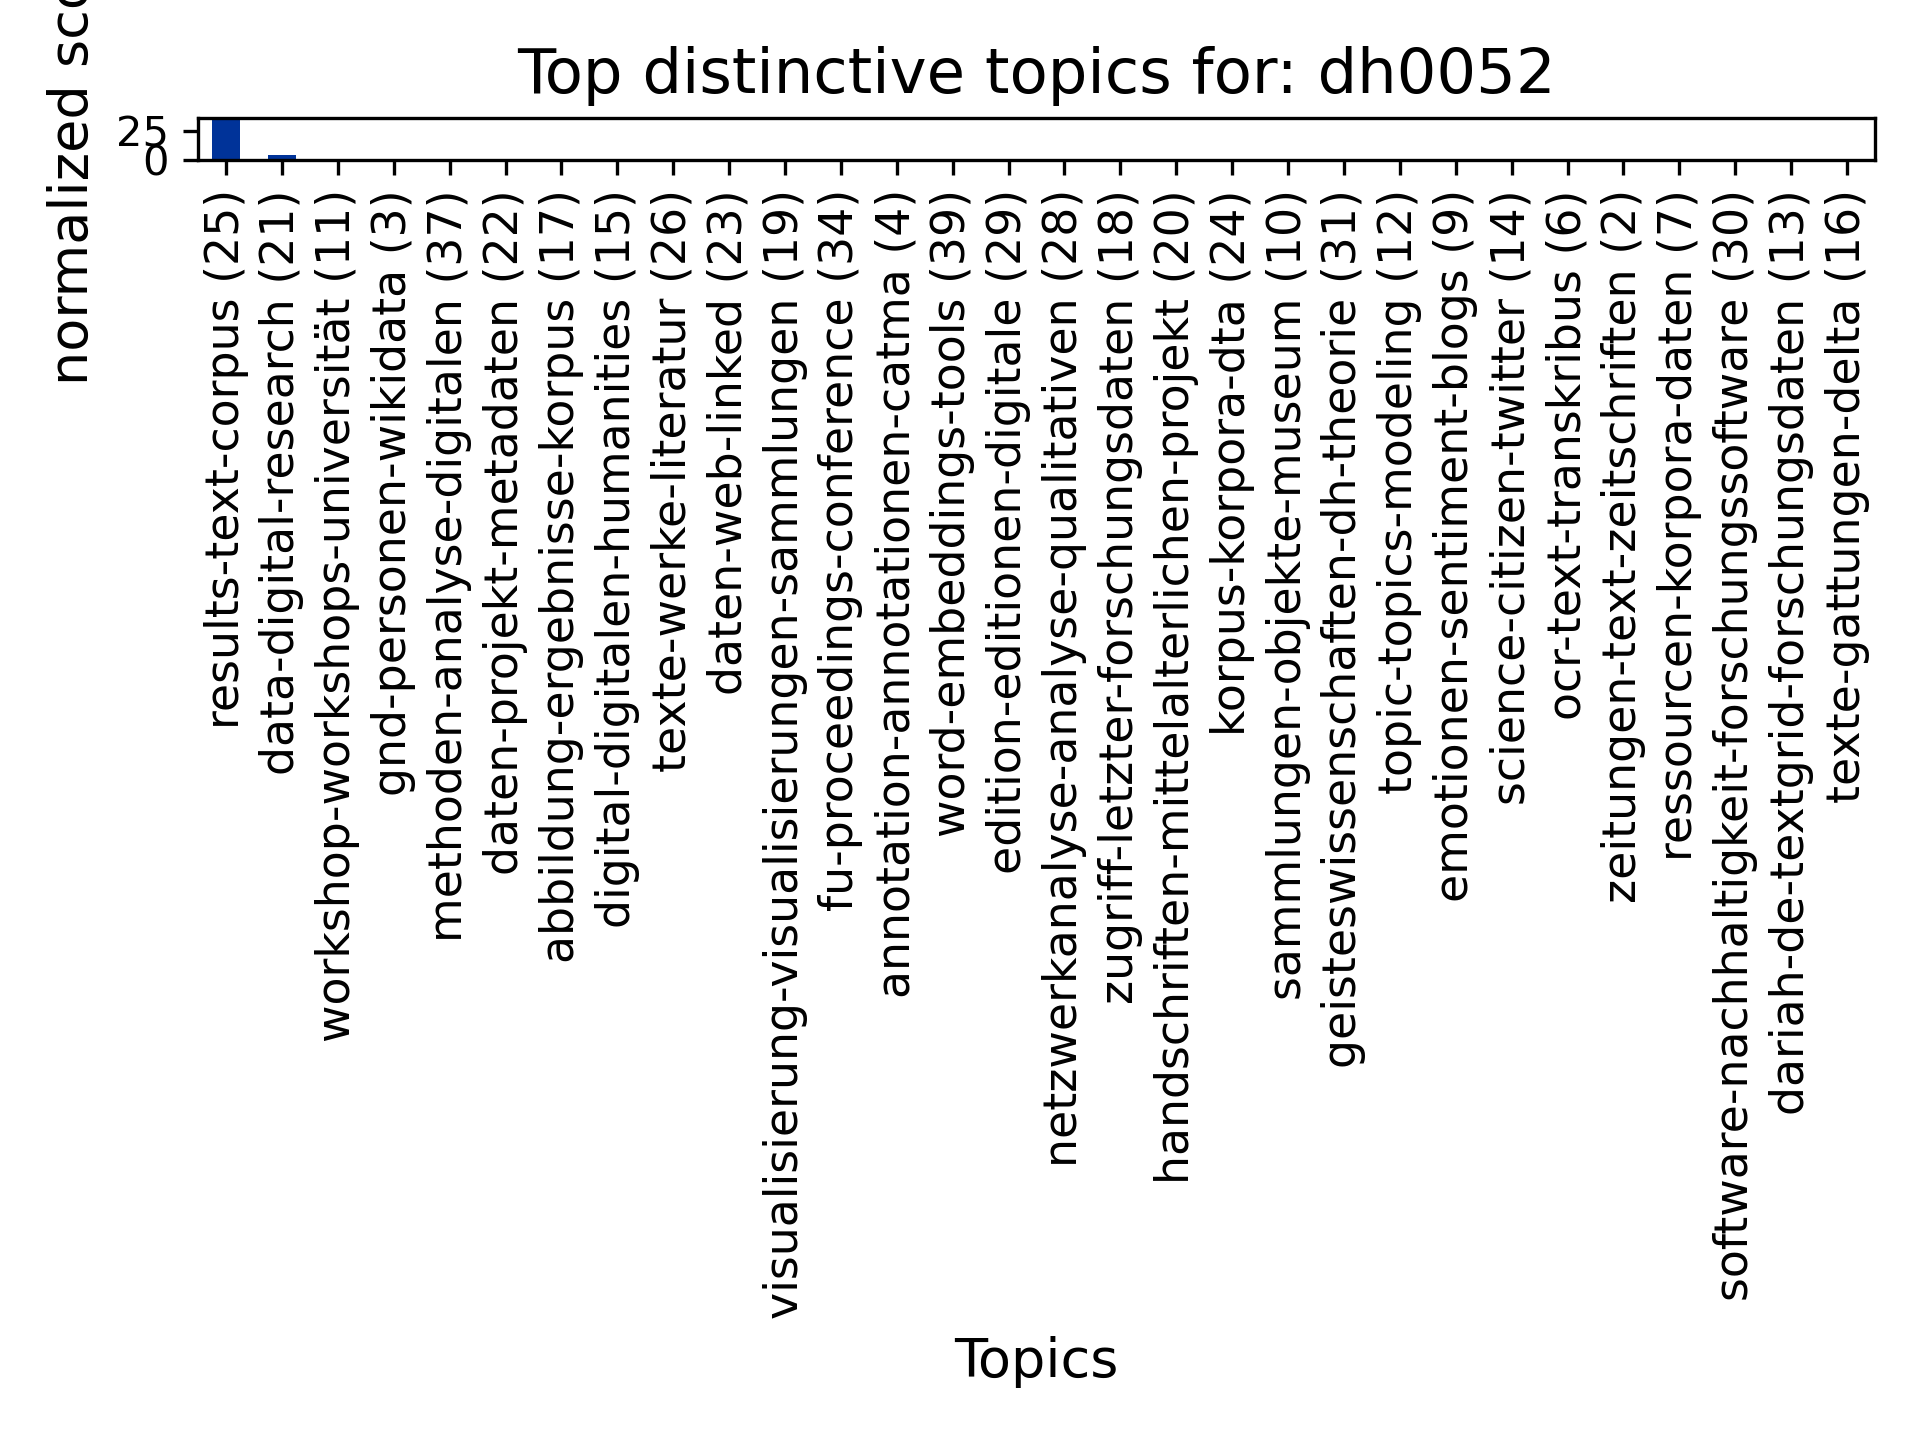 Top distinctive topics for: dh0052
normalized
25
0
results-text-corpus (25)
data-digital-research (21)
workshop-workshops-universität (11)
gnd-personen-wikidata (3)
methoden-analyse-digitalen (37)
daten-projekt-metadaten (22)
abbildung-ergebnisse-korpus (17)
digital-digitalen-humanities (15)
texte-werke-literatur (26)
daten-web-linked (23)
visualisierung-visualisierungen-sammlungen (19)
fu-proceedings-conference (34)
annotation-annotationen-catma (4)
word-embeddings-tools (39)
edition-editionen-digitale (29)
netzwerkanalyse-analyse-qualitativen (28)
zugriff-letzter-forschungsdaten (18)
handschriften-mittelalterlichen-projekt (20)
korpus-korpora-dta (24)
sammlungen-objekte-museum (10)
geisteswissenschaften-dh-theorie (31)
topic-topics-modeling (12)
emotionen-sentiment-blogs (9)
science-citizen-twitter (14)
ocr-text-transkribus (6)
zeitungen-text-zeitschriften (2)
ressourcen-korpora-daten (7)
software-nachhaltigkeit-forschungssoftware (30)
dariah-de-textgrid-forschungsdaten (13)
texte-gattungen-delta (16)
Topics